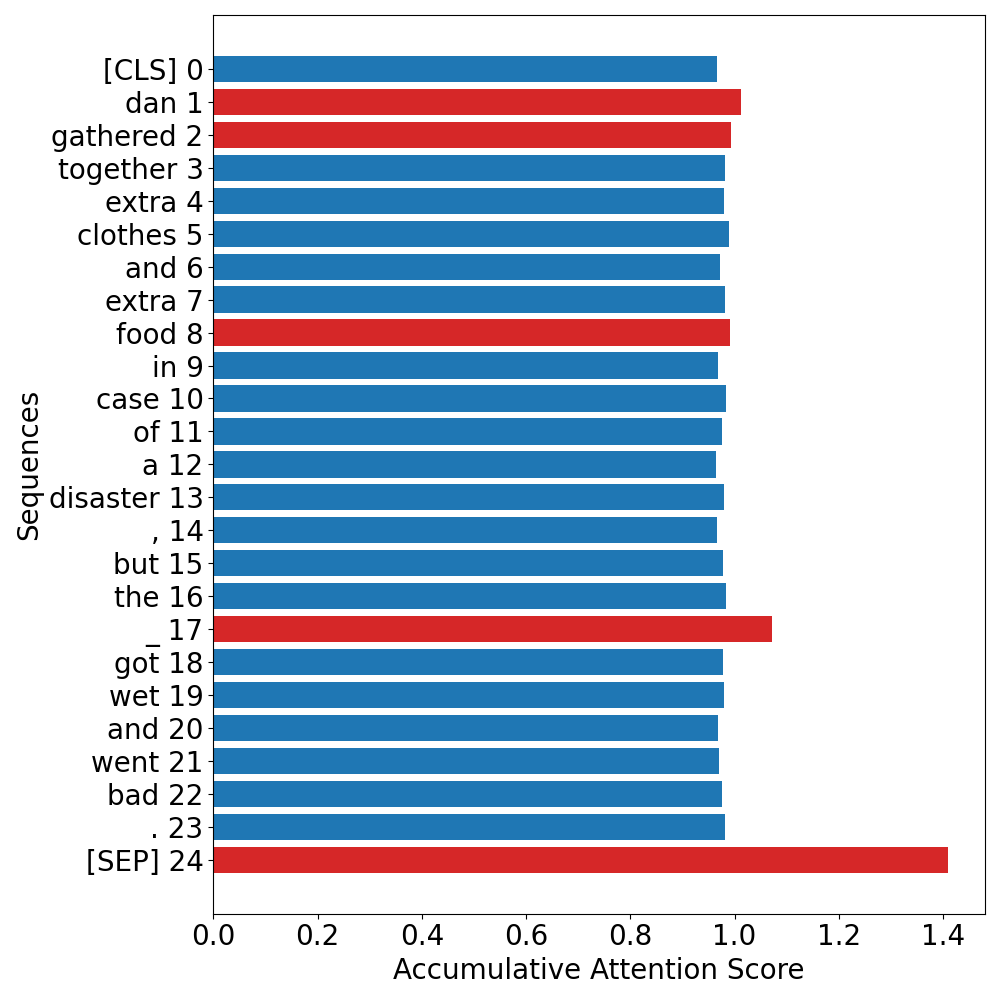 [CLS] 0
dan 1
gathered 2
together 3
extra 4
clothes 5
and 6
extra 7
food 8
in 9
case 10
of 11
a 12
disaster 13
, 14
but 15
the 16
_ 17
got 18
wet 19
and 20
went 21
bad 22
. 23
[SEP] 24
Sequences
0.0 0.2 0.4 0.6 0.8 1.0 1.2 1.4
Accumulative Attention Score